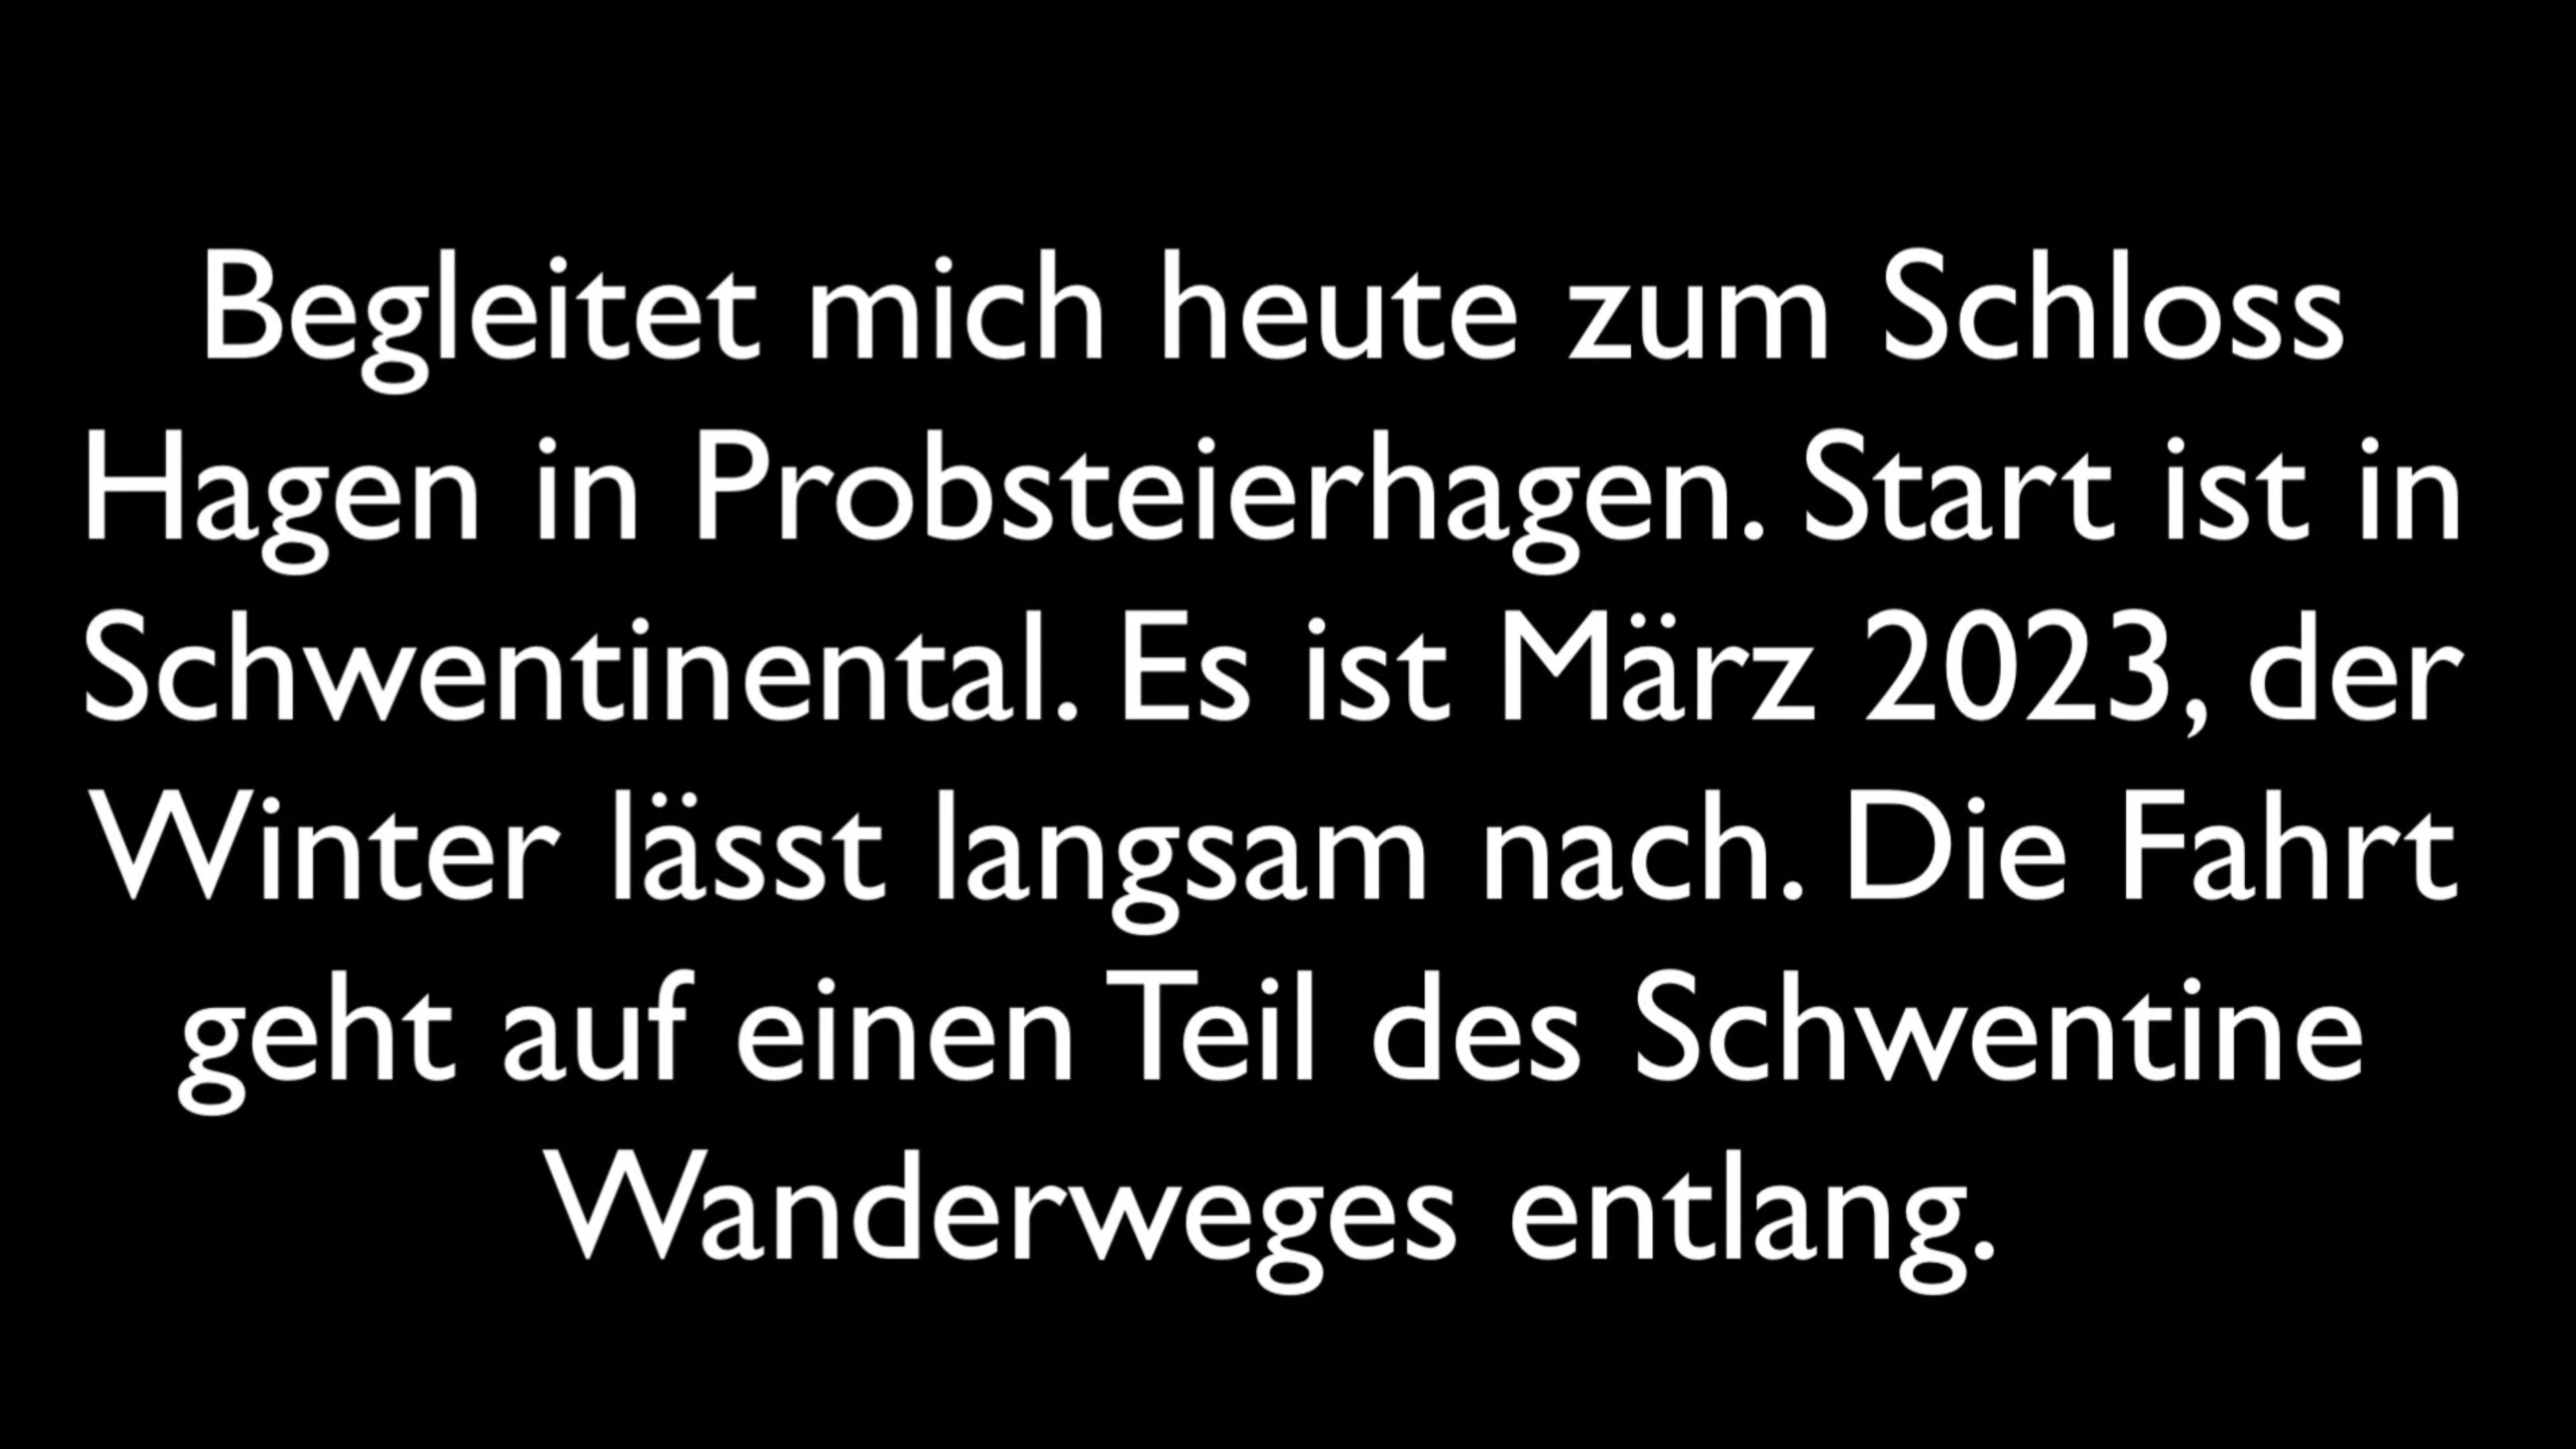 Begleitet mich heute zum Schloss
Hagen in Probsteierhagen. Start ist in
Schwentinental. Es ist März 2023, der
Winter lässt langsam nach. Die Fahrt
geht auf einen Teil des Schwentine
Wanderweges entlang.